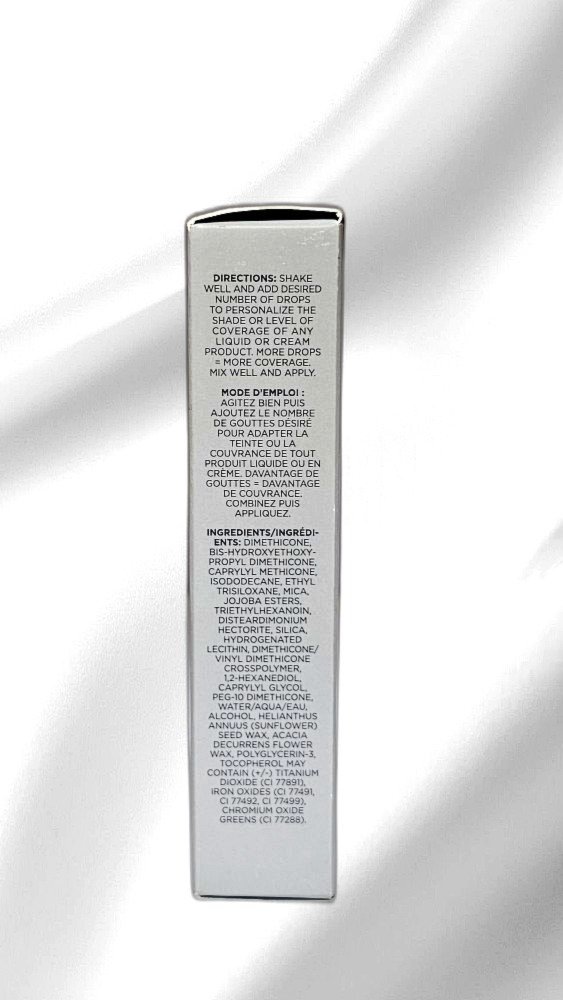 DIRECTIONS: SHAKE
WELL AND ADD DESIRED
NUMBER OF DROPS
TO PERSONALIZE THE
SHADE OR LEVEL OF
COVERAGE OF ANY
LIQUID OR CREAM
PRODUCT. MORE DROPS
= MORE COVERAGE.
MIX WELL AND APPLY.
MODE D'EMPLOI :
AGITEZ BIEN PUIS
AJOUTEZ LE NOMBRE
DE GOUTTES DÉSIRÉ
POUR ADAPTER LA
TEINTE OU LA
COUVRANCE DE TOUT
PRODUIT LIQUIDE OU EN
CRÈME. DAVANTAGE DE
GOUTTES = DAVANTAGE
DE COUVRANCE.
COMBINEZ PUIS
APPLIQUEZ.
INGREDIENTS/INGRÉDI-
ENTS: DIMETHICONE,
BIS-HYDROXYETHOXY-
PROPYL DIMETHICONE,
CAPRYLYL METHICONE,
ISODODECANE, ETHYL
TRISILOXANE, MICA,
JOJOBA ESTERS,
TRIETHYLHEXANOIN,
DISTEARDIMONIUM
HECTORITE, SILICA,
HYDROGENATED
LECITHIN, DIMETHICONE/
VINYL DIMETHICONE
CROSSPOLYMER,
1,2-HEXANEDIOL,
CAPRYLYL GLYCOL,
PEG-10 DIMETHICONE,
WATER/AQUA/EAU,
ALCOHOL, HELIANTHUS
ANNUUS (SUNFLOWER)
SEED WAX, ACACIA
DECURRENS FLOWER
WAX, POLYGLYCERIN-3,
TOCOPHEROL MAY
CONTAIN (+/-) TITANIUM
DIOXIDE (CI 77891),
IRON OXIDES (CI 77491,
CI 77492, CI 77499),
CHROMIUM OXIDE
GREENS (CI 77288).